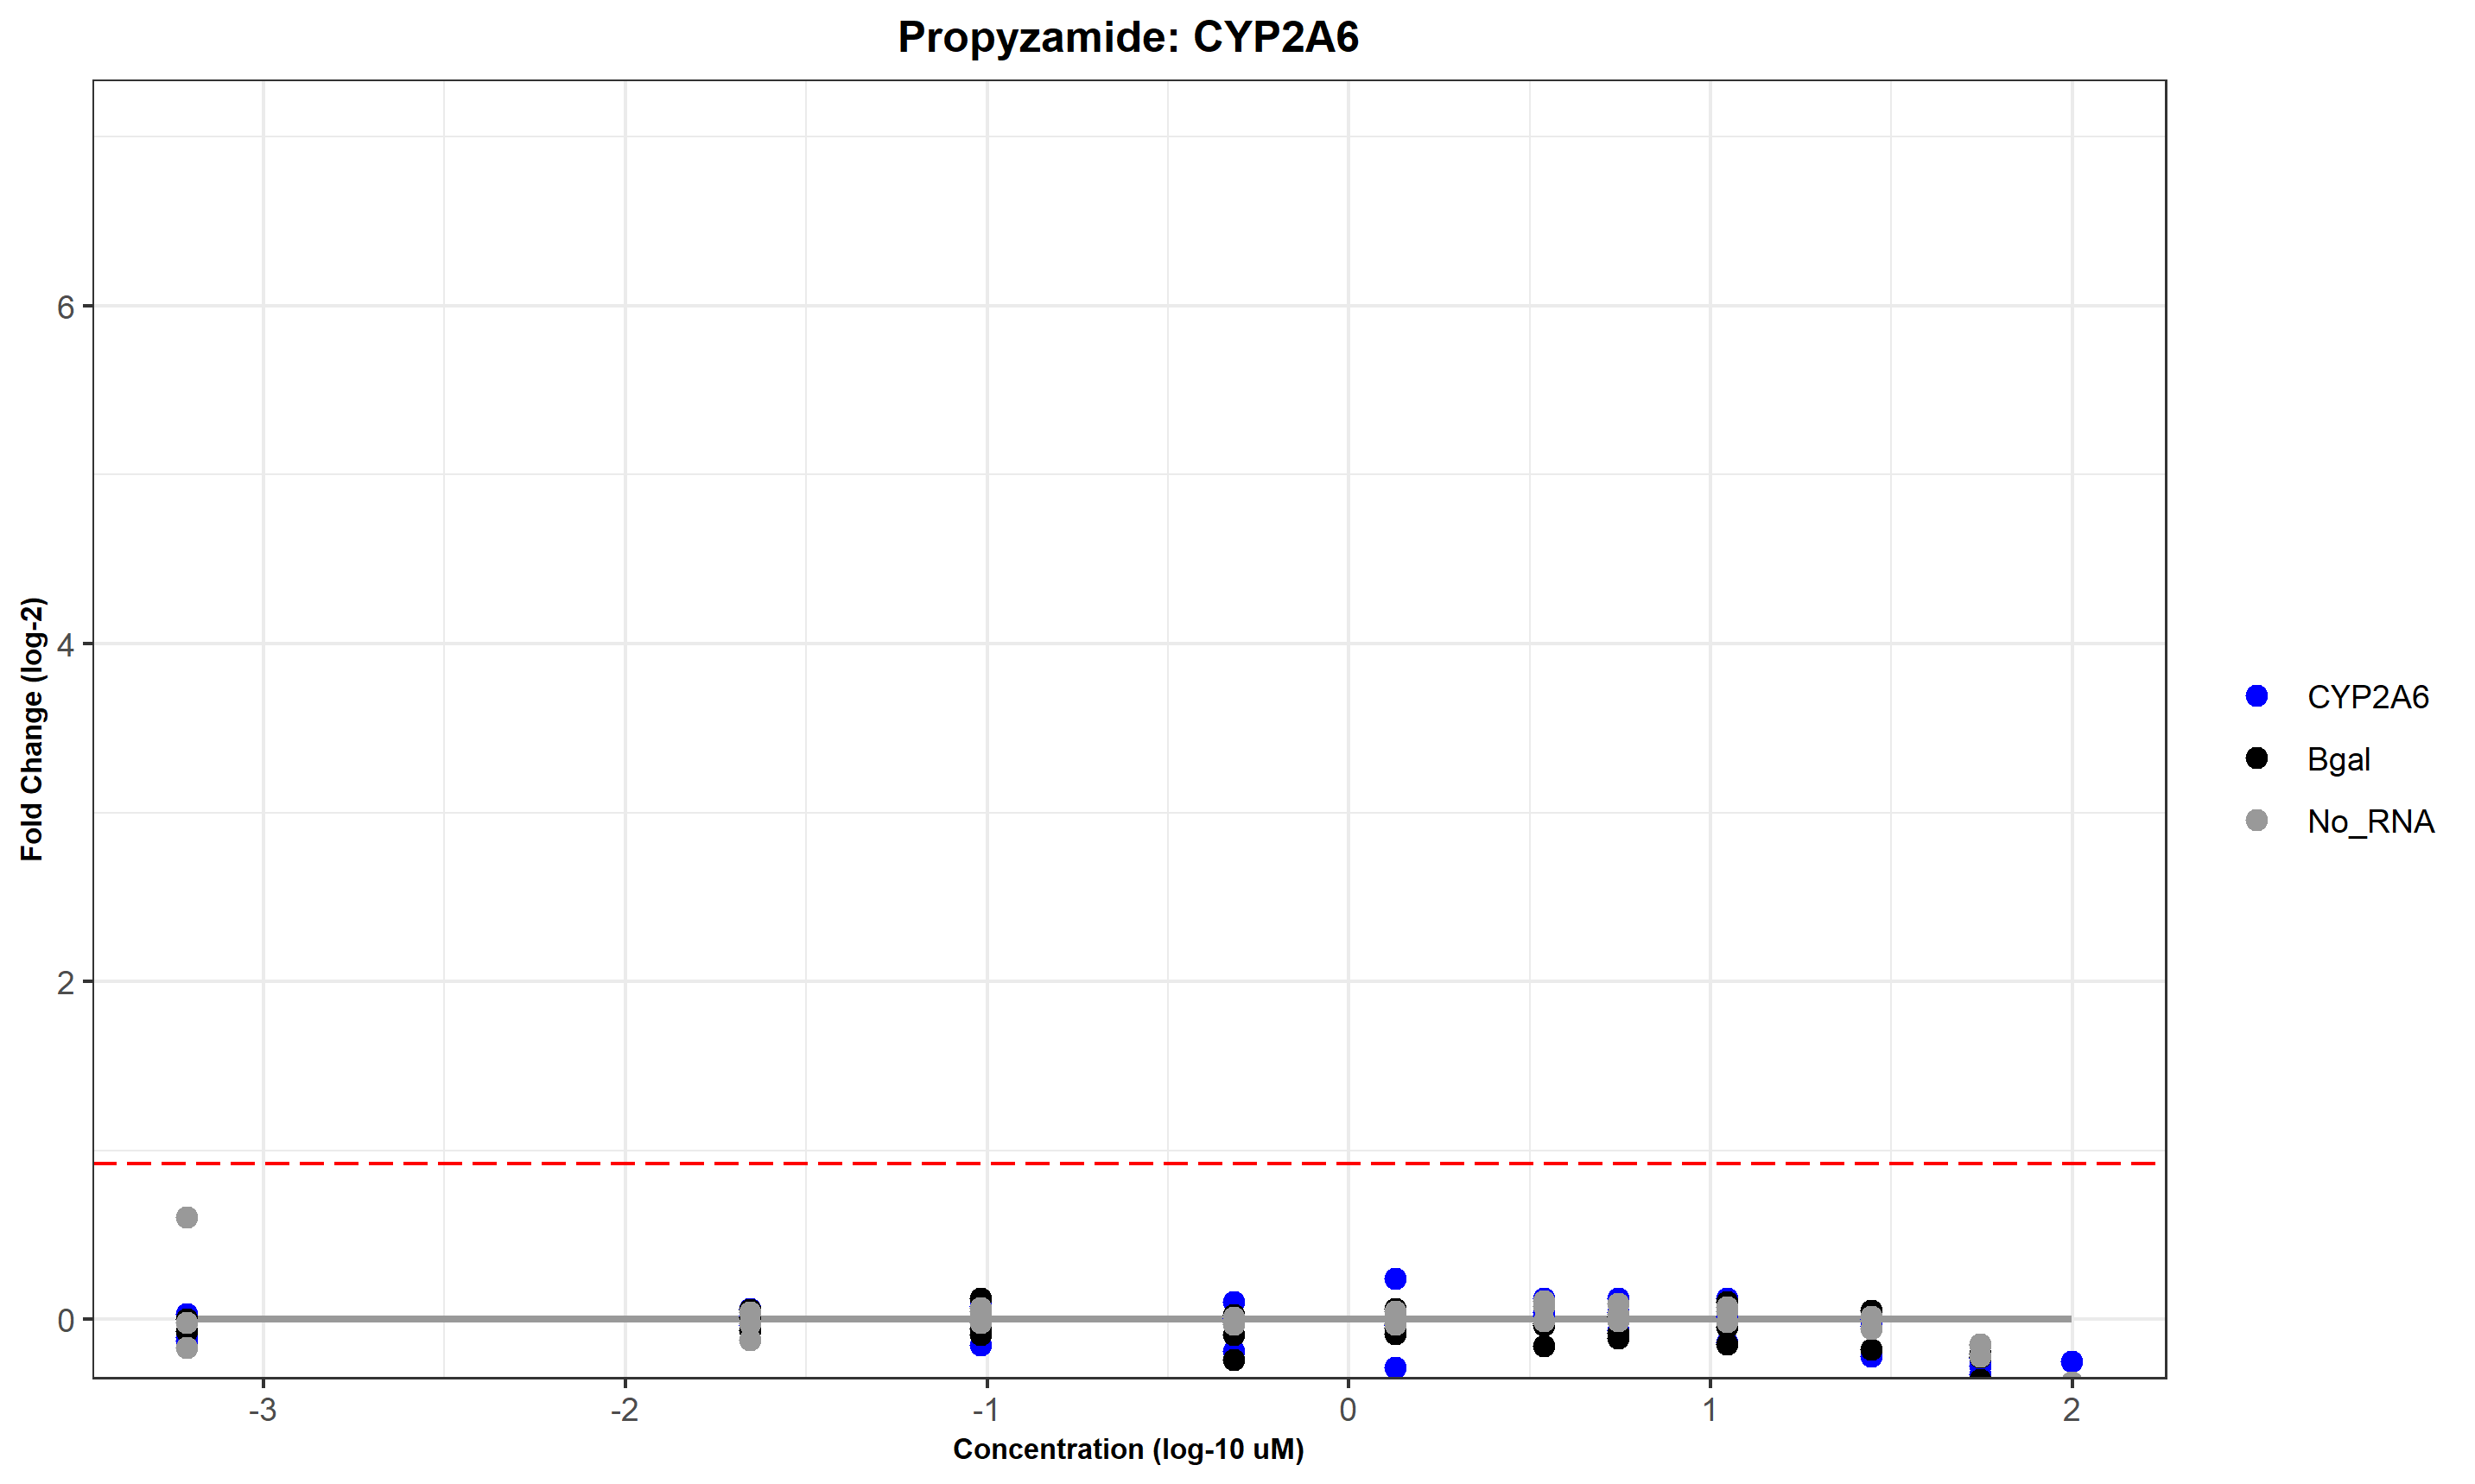 Propyzamide: CYP2A6
Fold Change (log-2)
6
4
2
0
-3
-2
-1
0
1
2
Concentration (log-10 uM)
CYP2A6
Bgal
No_RNA